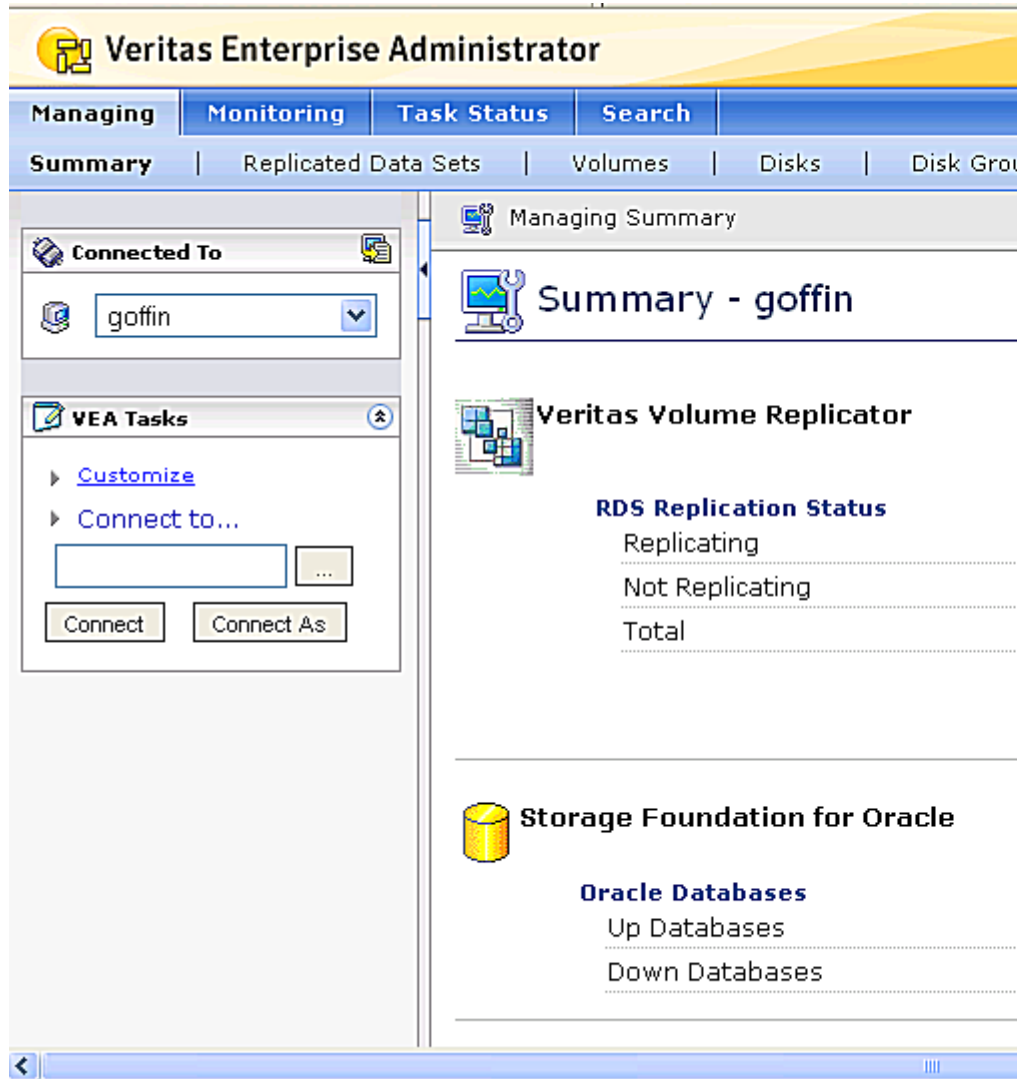 Veritas Enterprise Administrator
Managing Monitoring Task Status Search
Summary | Replicated Data Sets | Volumes | Disks | Disk Grou
Connected To
goffin
VEA Tasks
Customize
Connect to...
...
Connect Connect As
Managing Summary
Summary - goffin
Veritas Volume Replicator
RDS Replication Status
Replicating
Not Replicating
Total
Storage Foundation for Oracle
Oracle Databases
Up Databases
Down Databases